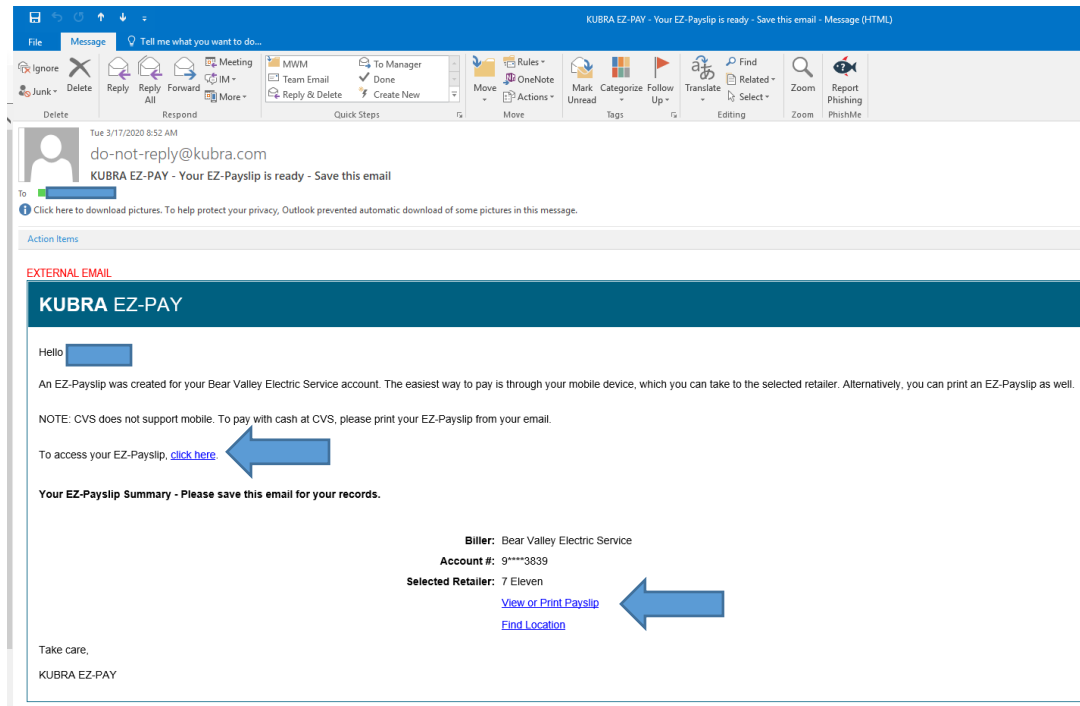 KUBRA EZ-PAY - Your EZ-Payslip is ready - Save this email - Message (HTML)
File Message Tell me what you want to do...
Ignore Delete Reply Reply All Forward Meeting MWM To Manager Rules Find
Junk IM Team Email Done Move OneNote Mark Unread Categorize Follow Up Translate Related Zoom Report Phishing
More Reply & Delete Create New Actions Select
Delete Respond Quick Steps Move Tags Editing Zoom PhishMe
Tue 3/17/2020 8:52 AM
do-not-reply@kubra.com
KUBRA EZ-PAY - Your EZ-Payslip is ready - Save this email
To
Click here to download pictures. To help protect your privacy, Outlook prevented automatic download of some pictures in this message.
Action Items
EXTERNAL EMAIL
KUBRA EZ-PAY
Hello
An EZ-Payslip was created for your Bear Valley Electric Service account. The easiest way to pay is through your mobile device, which you can take to the selected retailer. Alternatively, you can print an EZ-Payslip as well.
NOTE: CVS does not support mobile. To pay with cash at CVS, please print your EZ-Payslip from your email.
To access your EZ-Payslip, click here.
Your EZ-Payslip Summary - Please save this email for your records.
Biller: Bear Valley Electric Service
Account #: 9****3839
Selected Retailer: 7 Eleven
View or Print Payslip
Find Location
Take care,
KUBRA EZ-PAY